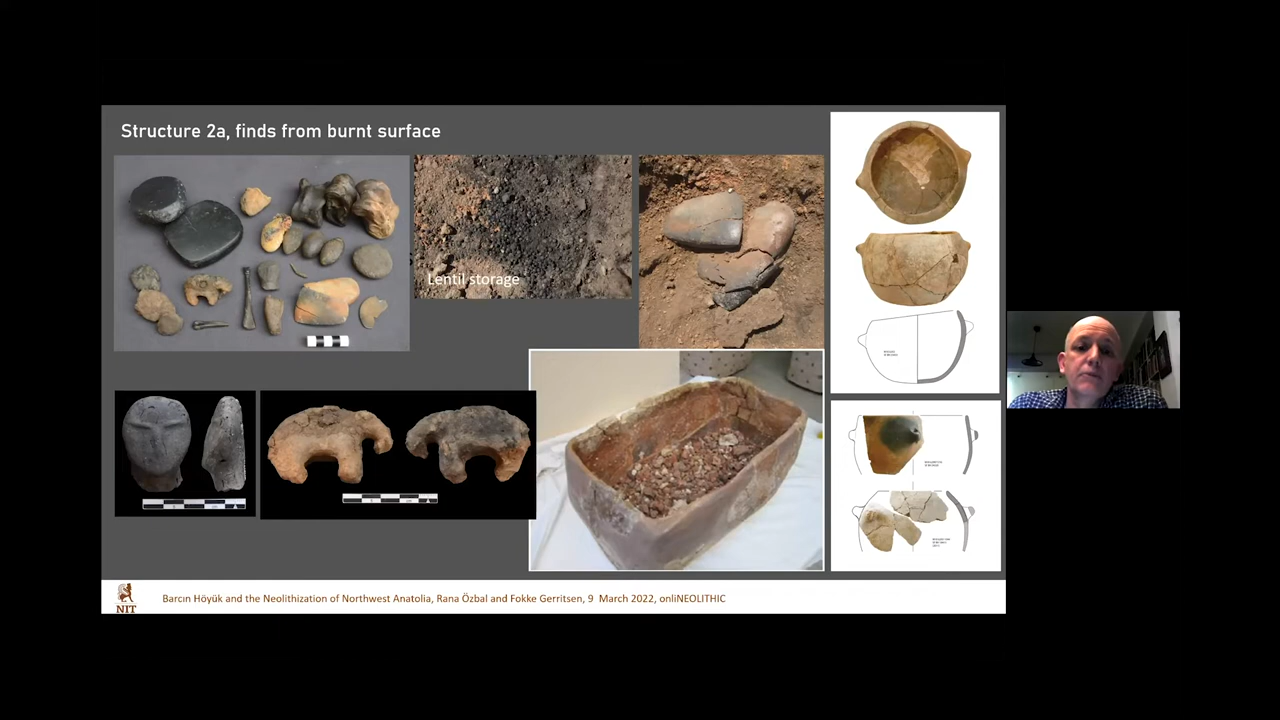 Structure 2a, finds from burnt surface
Lentil storage
NIT
Barcın Höyük and the Neolithization of Northwest Anatolia, Rana Özbal and Fokke Gerritsen, 9 March 2022, onliNEOLITHIC